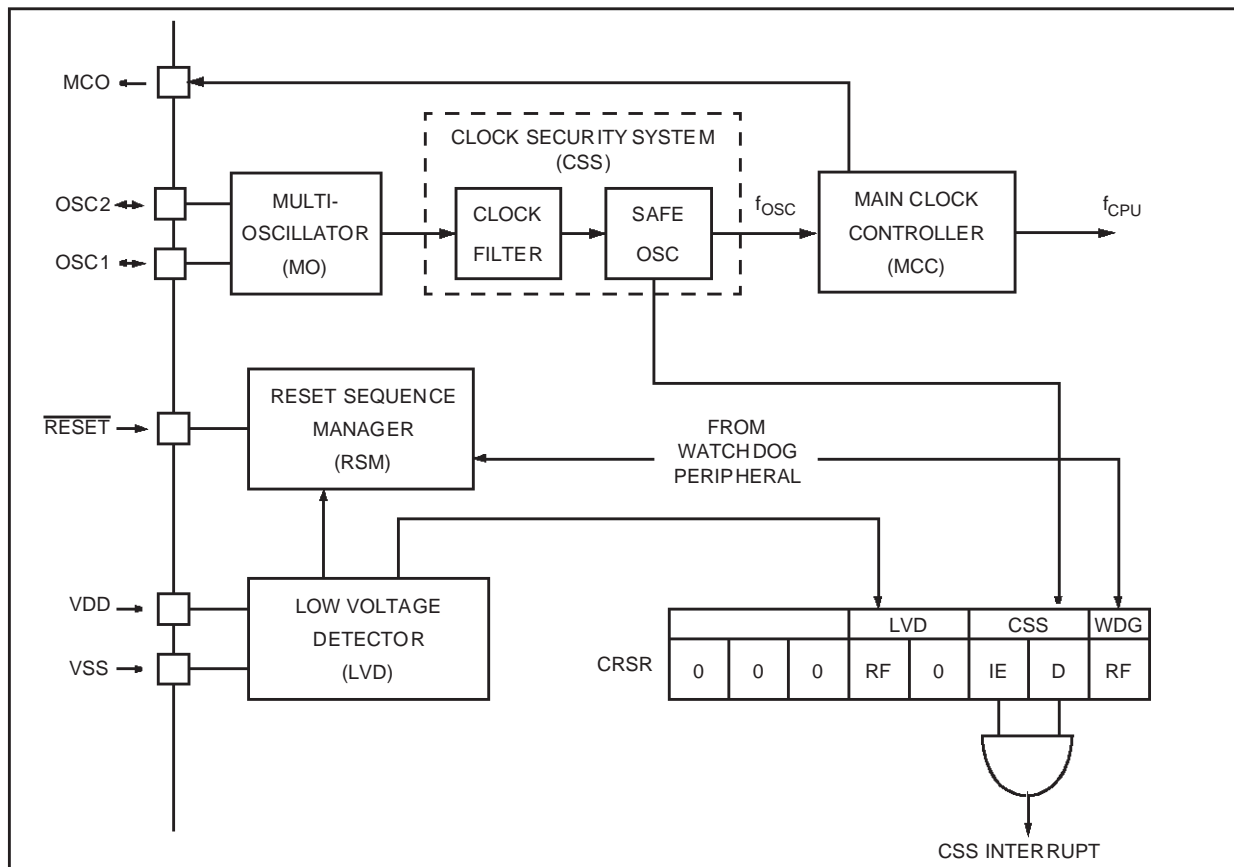 MCO
CLOCK SECURITY SYSTEM
(CSS)
OSC2
OSC1
MULTI-
OSCILLATOR
(MO)
CLOCK
FILTER
SAFE
OSC
fOSC
MAIN CLOCK
CONTROLLER
(MCC)
fCPU
RESET
RESET SEQUENCE
MANAGER
(RSM)
FROM
WATCHDOG
PERIPHERAL
VDD
VSS
LOW VOLTAGE
DETECTOR
(LVD)
LVD CSS WDG
CRSR 0 0 0 RF 0 IE D RF
CSS INTERRUPT